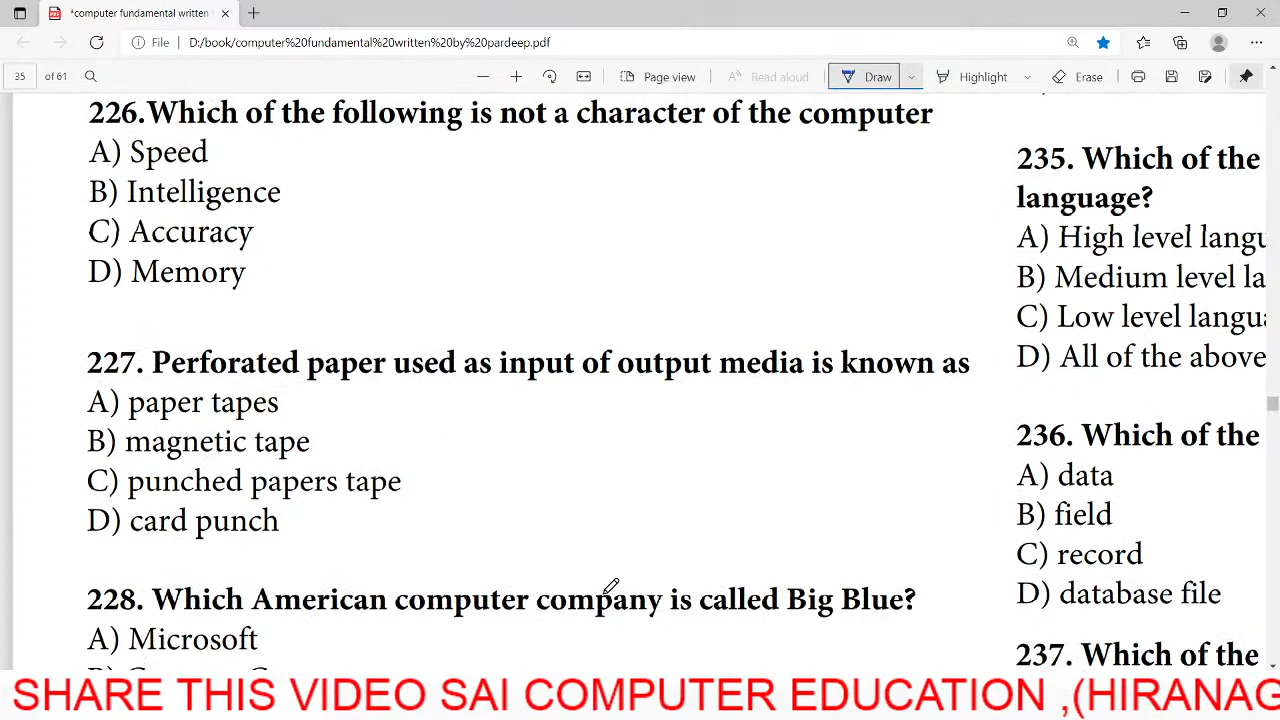 *computer fundamental written
File D:/book/computer%20fundamental%20written%20by%20pardeep.pdf
35 of 61 Page view Read aloud Draw Highlight Erase
226.Which of the following is not a character of the computer
A) Speed
B) Intelligence
C) Accuracy
D) Memory
227. Perforated paper used as input of output media is known as
A) paper tapes
B) magnetic tape
C) punched papers tape
D) card punch
228. Which American computer company is called Big Blue?
A) Microsoft
235. Which of the
language?
A) High level langu
B) Medium level la
C) Low level langua
D) All of the above
236. Which of the
A) data
B) field
C) record
D) database file
237. Which of the
SHARE THIS VIDEO SAI COMPUTER EDUCATION ,(HIRANAG